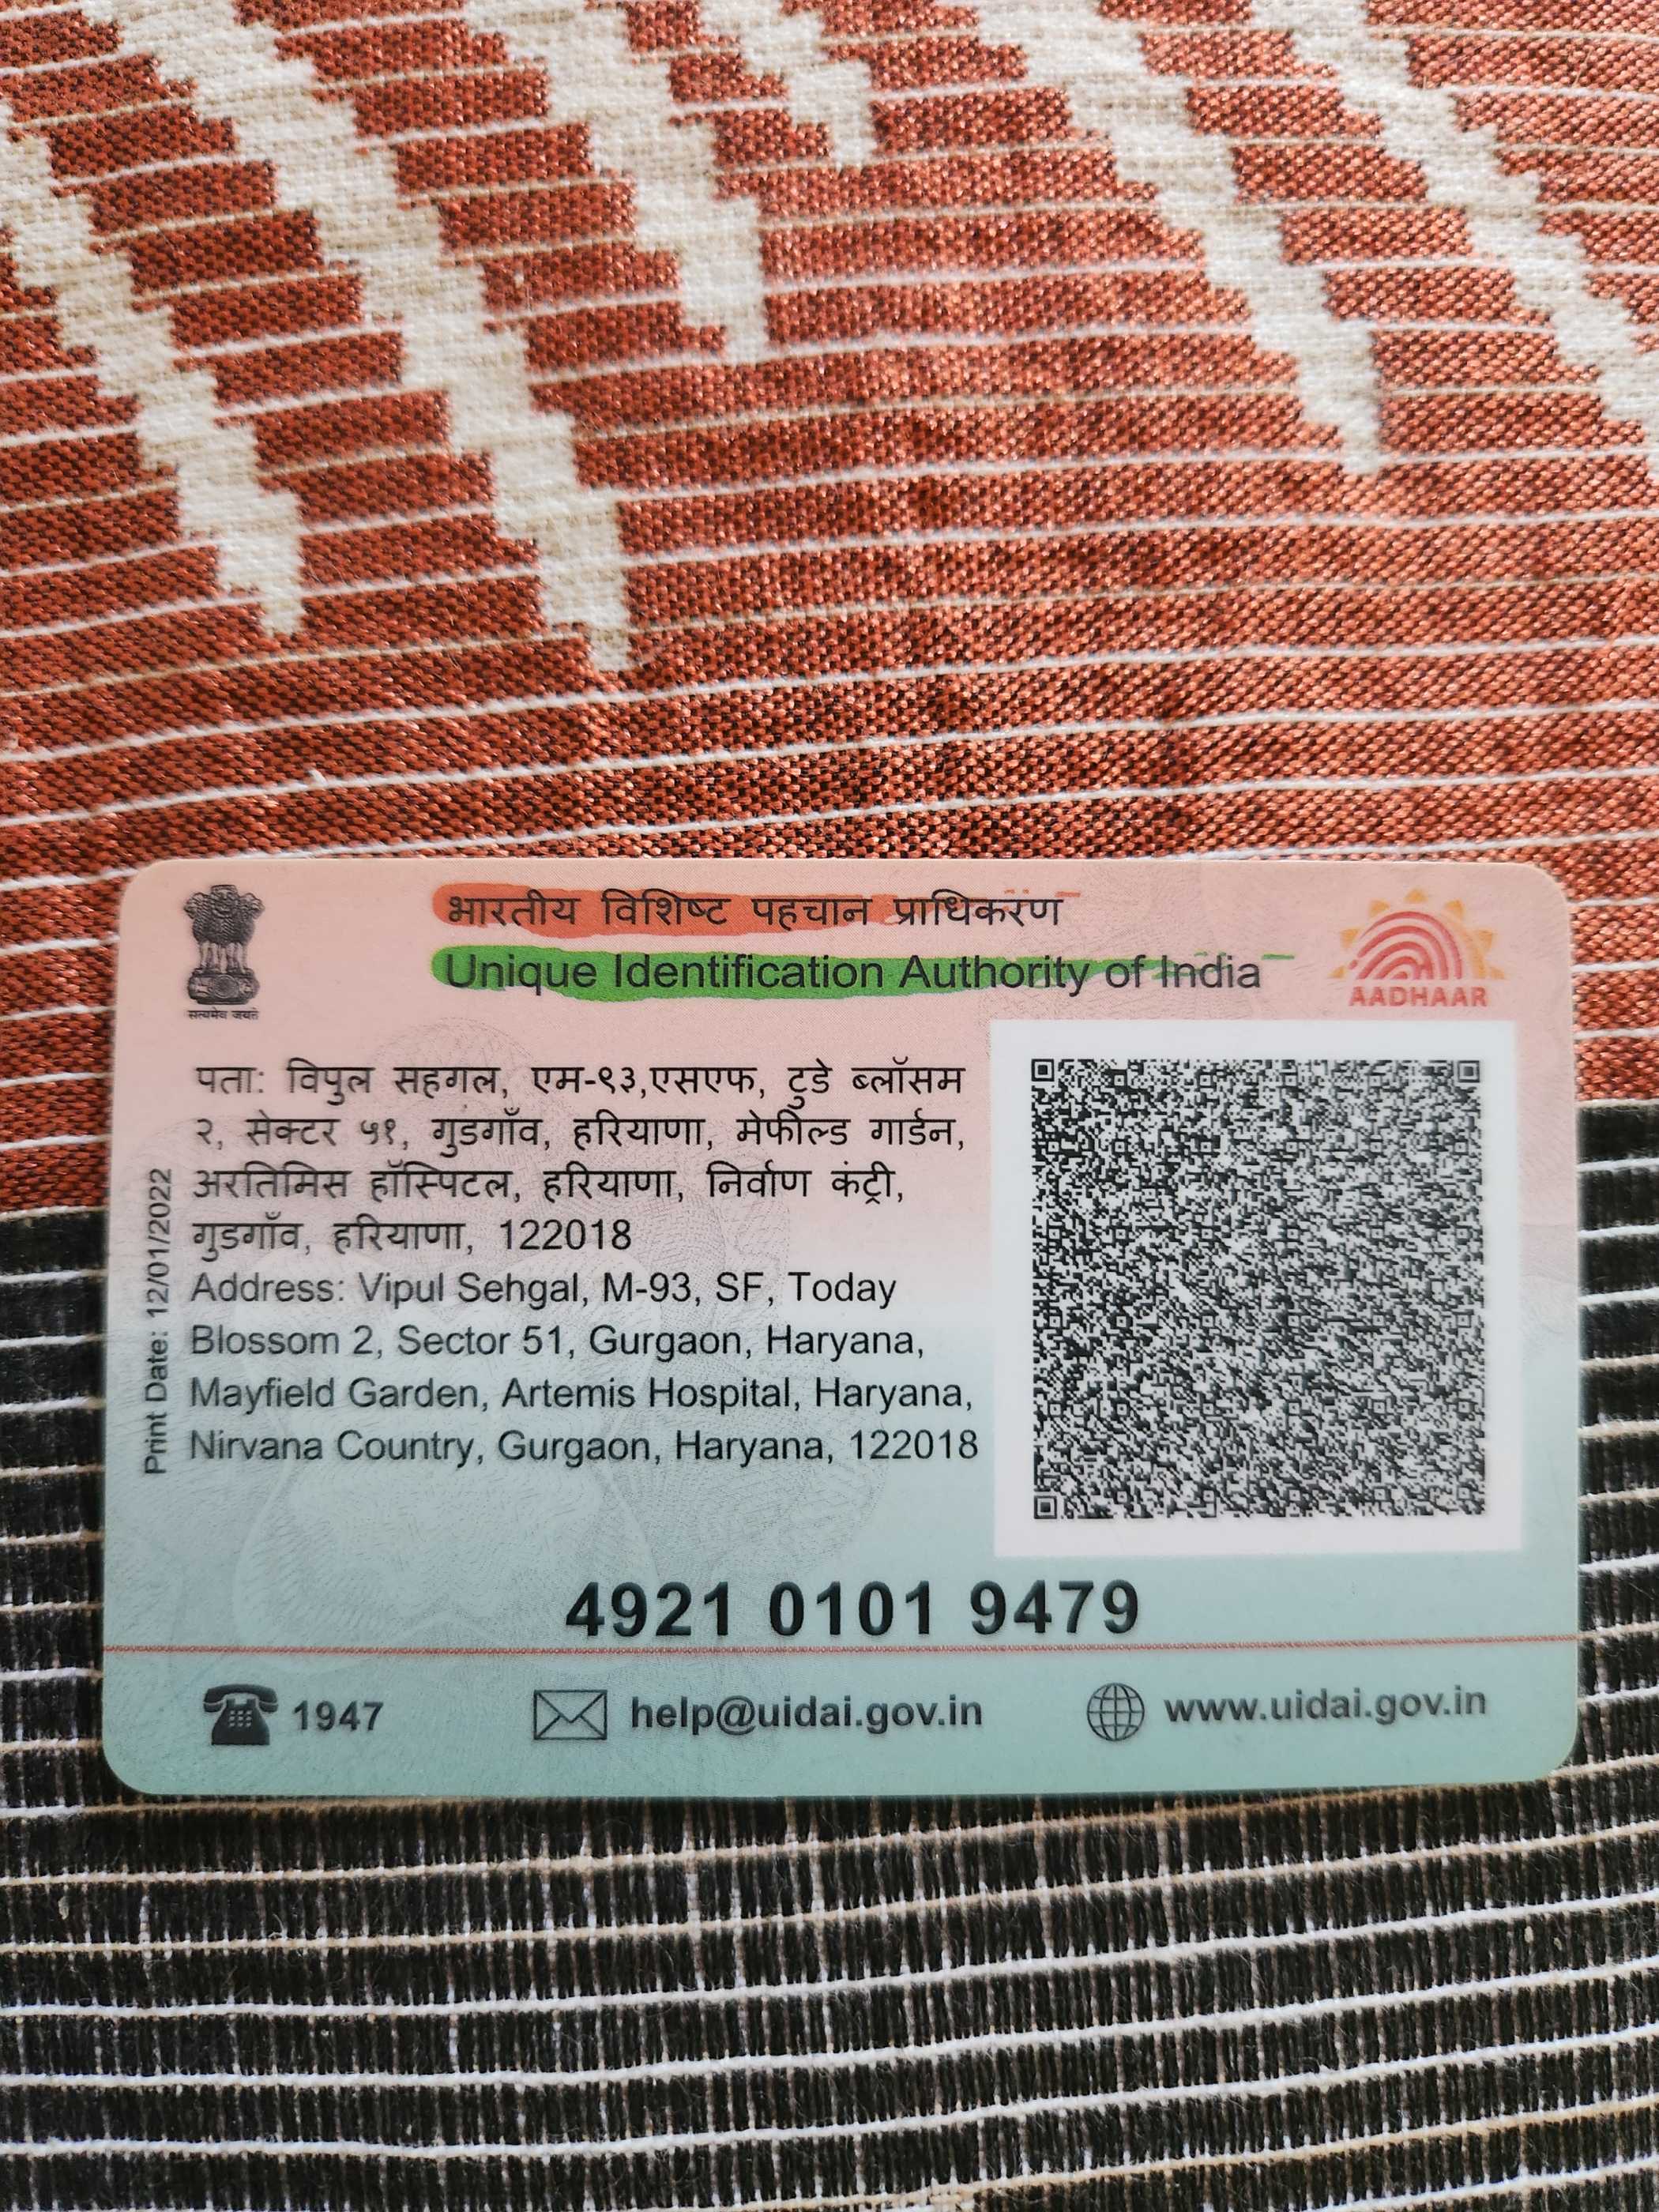 भारतीय विशिष्ट पहचान प्राधिकरण
Unique Identification Authority of India
सत्यमेव जयते
AADHAAR
पता: विपुल सहगल, एम-९३,एसएफ, टुडे ब्लॉसम
२, सेक्टर ५१, गुडगाँव, हरियाणा, मेफील्ड गार्डन,
अरतिमिस हॉस्पिटल, हरियाणा, निर्वाण कंट्री,
गुडगाँव, हरियाणा, 122018
Address: Vipul Sehgal, M-93, SF, Today
Blossom 2, Sector 51, Gurgaon, Haryana,
Mayfield Garden, Artemis Hospital, Haryana,
Nirvana Country, Gurgaon, Haryana, 122018
Print Date: 12/01/2022
4921 0101 9479
1947
help@uidai.gov.in
www.uidai.gov.in